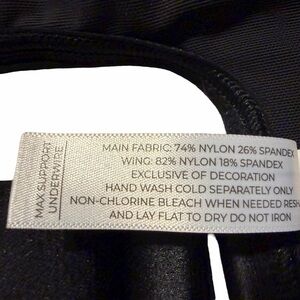 MAX SUPPORT
UNDERWIRE
MAIN FABRIC: 74% NYLON 26% SPANDEX
WING: 82% NYLON 18% SPANDEX
EXCLUSIVE OF DECORATION
HAND WASH COLD SEPARATELY ONLY
NON-CHLORINE BLEACH WHEN NEEDED RESH
AND LAY FLAT TO DRY DO NOT IRON